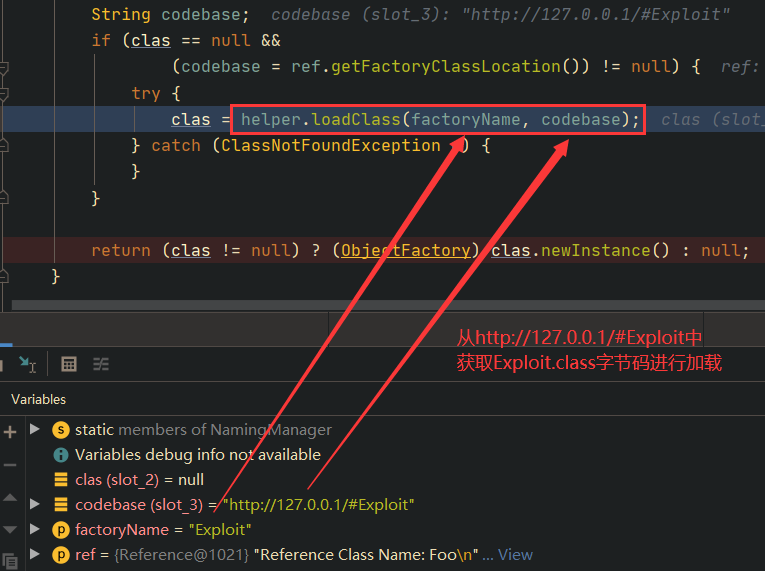 String codebase;   codebase (slot_3): "http://127.0.0.1/#Exploit"
if (clas == null &&
(codebase = ref.getFactoryClassLocation()) != null) {   ref:
try {
clas = helper.loadClass(factoryName, codebase);   clas (slot_
} catch (ClassNotFoundException ) {
}
}
return (clas != null) ? (ObjectFactory) clas.newInstance() : null;
}
从http://127.0.0.1/#Exploit中
获取Exploit.class字节码进行加载
Variables
static members of NamingManager
Variables debug info not available
clas (slot_2) = null
codebase (slot_3) = "http://127.0.0.1/#Exploit"
factoryName = "Exploit"
ref = {Reference@1021} "Reference Class Name: Foo\n" ... View